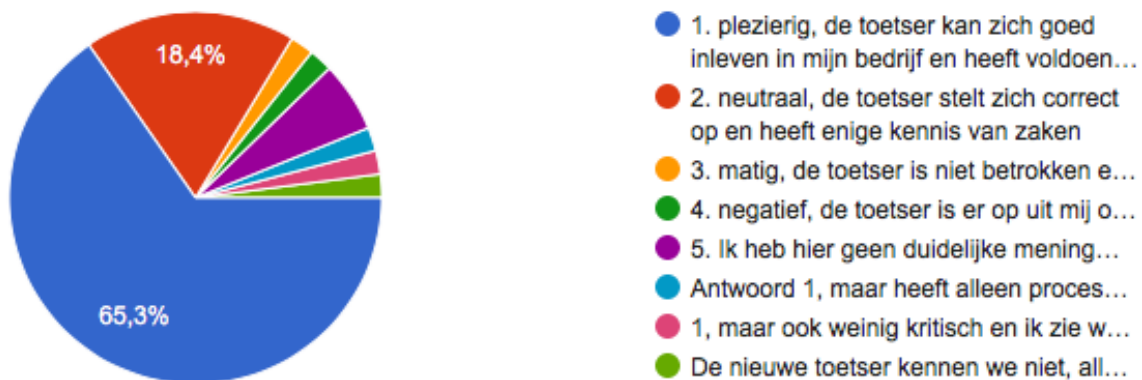 18,4%
65,3%
1. plezierig, de toetser kan zich goed
inleven in mijn bedrijf en heeft voldoen…
2. neutraal, de toetser stelt zich correct
op en heeft enige kennis van zaken
3. matig, de toetser is niet betrokken e…
4. negatief, de toetser is er op uit mij o…
5. Ik heb hier geen duidelijke mening…
Antwoord 1, maar heeft alleen proces…
1, maar ook weinig kritisch en ik zie w…
De nieuwe toetser kennen we niet, all…